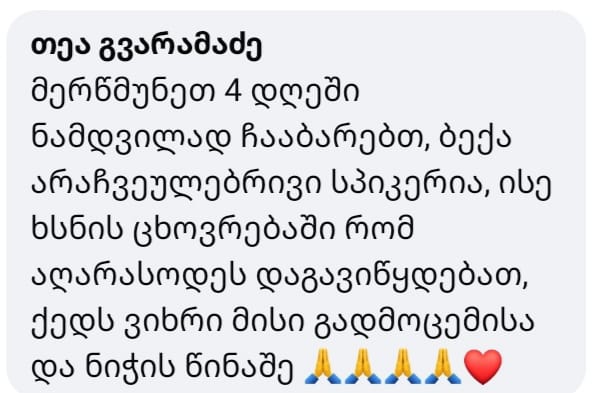 თეა გვარამაძე
მერწმუნეთ 4 დღეში
ნამდვილად ჩააბარებთ, ბექა
არაჩვეულებრივი სპიკერია, ისე
ხსნის ცხოვრებაში რომ
აღარასოდეს დაგავიწყდებათ,
ქედს ვიხრი მისი გადმოცემისა
და ნიჭის წინაშე 🙏🙏🙏🙏❤️